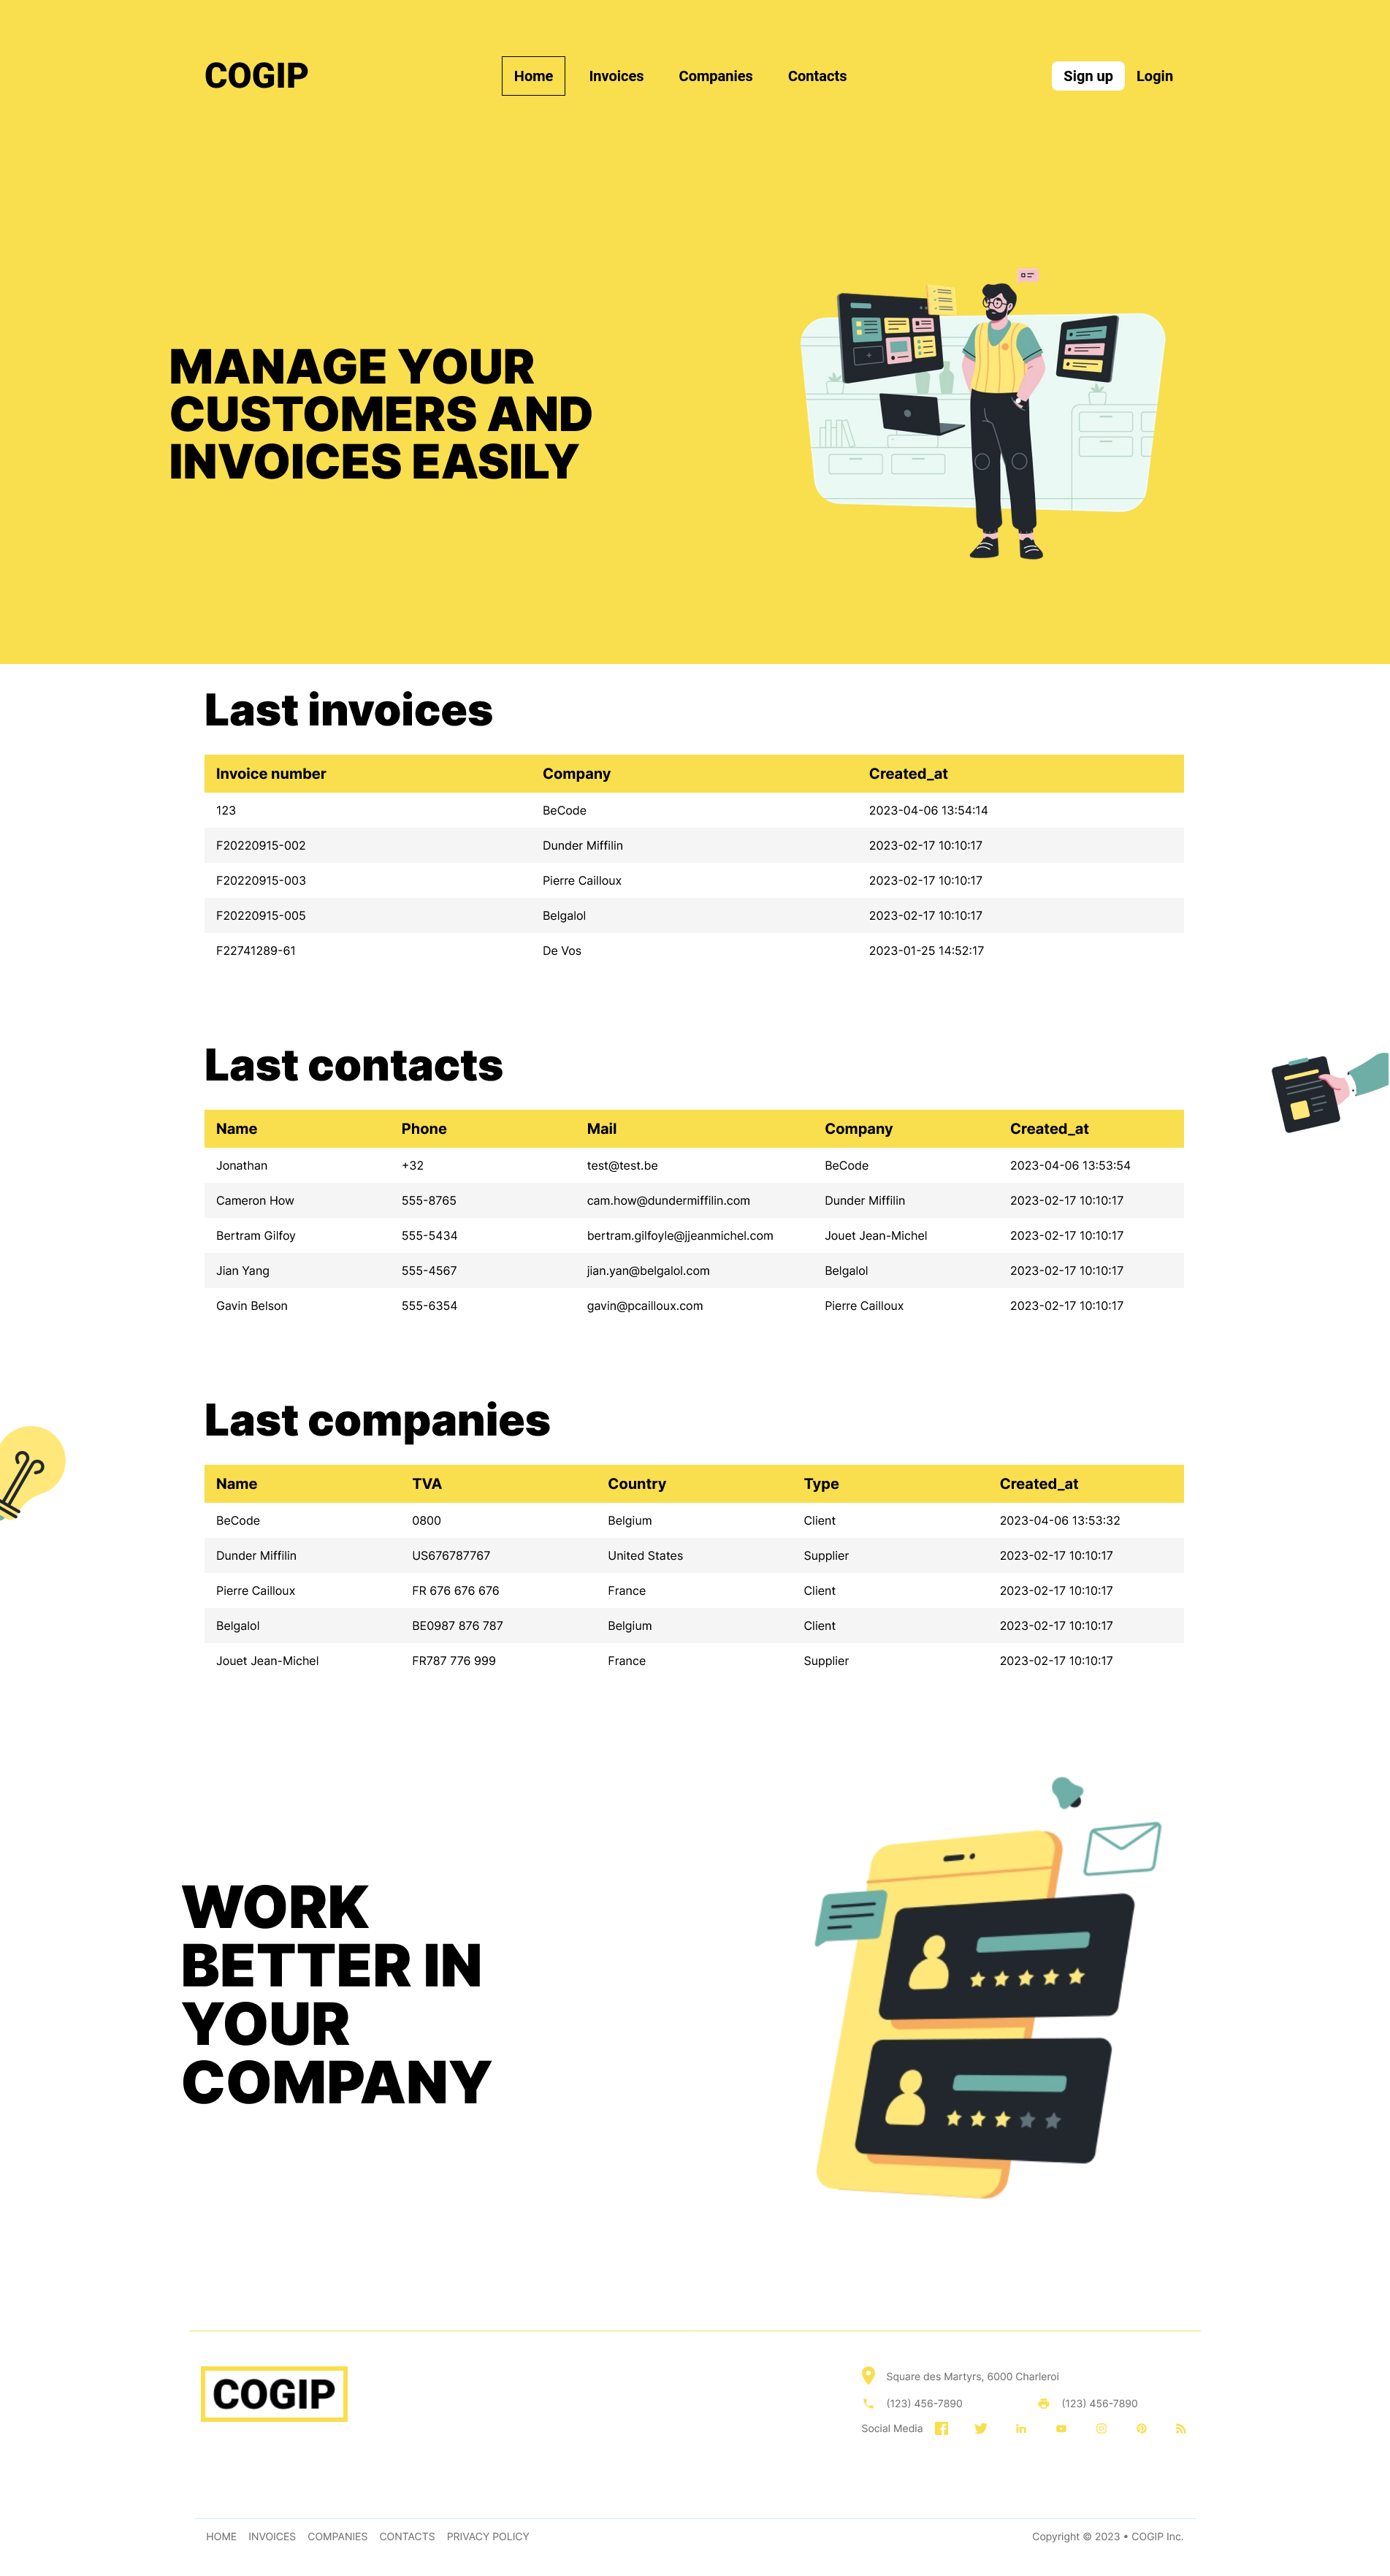 COGIP Home Invoices Companies Contacts Sign up Login
MANAGE YOUR
CUSTOMERS AND
INVOICES EASILY
Last invoices
Invoice number Company Created_at
123 BeCode 2023-04-06 13:54:14
F20220915-002 Dunder Miffilin 2023-02-17 10:10:17
F20220915-003 Pierre Cailloux 2023-02-17 10:10:17
F20220915-005 Belgalol 2023-02-17 10:10:17
F22741289-61 De Vos 2023-01-25 14:52:17
Last contacts
Name Phone Mail Company Created_at
Jonathan +32 test@test.be BeCode 2023-04-06 13:53:54
Cameron How 555-8765 cam.how@dundermiffilin.com Dunder Miffilin 2023-02-17 10:10:17
Bertram Gilfoy 555-5434 bertram.gilfoyle@jjeanmichel.com Jouet Jean-Michel 2023-02-17 10:10:17
Jian Yang 555-4567 jian.yan@belgalol.com Belgalol 2023-02-17 10:10:17
Gavin Belson 555-6354 gavin@pcailloux.com Pierre Cailloux 2023-02-17 10:10:17
Last companies
Name TVA Country Type Created_at
BeCode 0800 Belgium Client 2023-04-06 13:53:32
Dunder Miffilin US676787767 United States Supplier 2023-02-17 10:10:17
Pierre Cailloux FR 676 676 676 France Client 2023-02-17 10:10:17
Belgalol BE0987 876 787 Belgium Client 2023-02-17 10:10:17
Jouet Jean-Michel FR787 776 999 France Supplier 2023-02-17 10:10:17
WORK
BETTER IN
YOUR
COMPANY
COGIP
Square des Martyrs, 6000 Charleroi
(123) 456-7890 (123) 456-7890
Social Media
HOME INVOICES COMPANIES CONTACTS PRIVACY POLICY Copyright © 2023 • COGIP Inc.